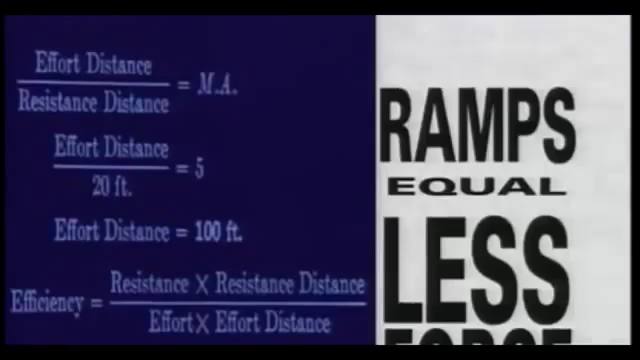 Effort Distance
Resistance Distance
= M.A.
Effort Distance
20 ft.
= 5
Effort Distance = 100 ft.
Efficiency =
Resistance X Resistance Distance
Effort X Effort Distance
RAMPS
EQUAL
LESS
FORCE